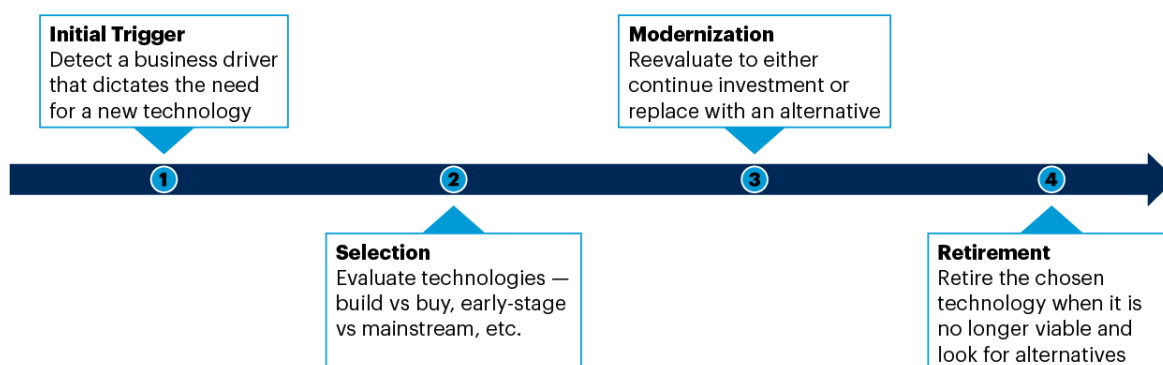 Initial Trigger
Detect a business driver
that dictates the need
for a new technology
Modernization
Reevaluate to either
continue investment or
replace with an alternative
1
2
3
4
Selection
Evaluate technologies —
build vs buy, early-stage
vs mainstream, etc.
Retirement
Retire the chosen
technology when it is
no longer viable and
look for alternatives